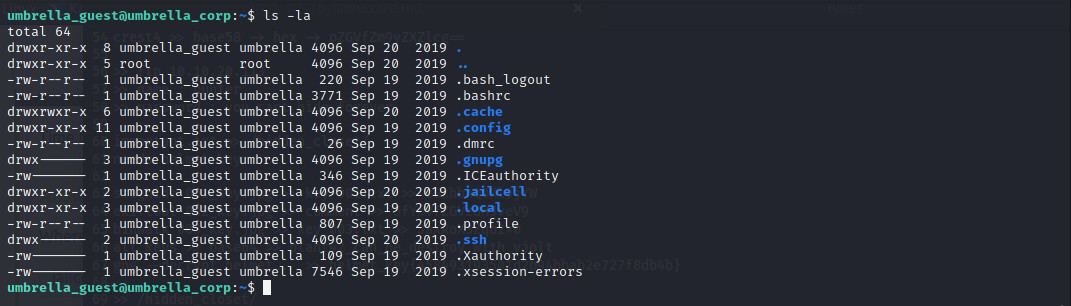 umbrella_guest@umbrella_corp:~$ ls -la
total 64
drwxr-xr-x 8 umbrella_guest umbrella 4096 Sep 20 2019 .
drwxr-xr-x 5 root root 4096 Sep 20 2019 ..
-rw-r--r-- 1 umbrella_guest umbrella 220 Sep 19 2019 .bash_logout
-rw-r--r-- 1 umbrella_guest umbrella 3771 Sep 19 2019 .bashrc
drwxrwxr-x 6 umbrella_guest umbrella 4096 Sep 20 2019 .cache
drwxr-xr-x 11 umbrella_guest umbrella 4096 Sep 19 2019 .config
-rw-r--r-- 1 umbrella_guest umbrella 26 Sep 19 2019 .dmrc
drwx------ 3 umbrella_guest umbrella 4096 Sep 19 2019 .gnupg
-rw------- 1 umbrella_guest umbrella 346 Sep 19 2019 .ICEauthority
drwxr-xr-x 2 umbrella_guest umbrella 4096 Sep 20 2019 .jailcell
drwxr-xr-x 3 umbrella_guest umbrella 4096 Sep 19 2019 .local
-rw-r--r-- 1 umbrella_guest umbrella 807 Sep 19 2019 .profile
drwx------ 2 umbrella_guest umbrella 4096 Sep 20 2019 .ssh
-rw------- 1 umbrella_guest umbrella 109 Sep 19 2019 .Xauthority
-rw------- 1 umbrella_guest umbrella 7546 Sep 19 2019 .xsession-errors
umbrella_guest@umbrella_corp:~$